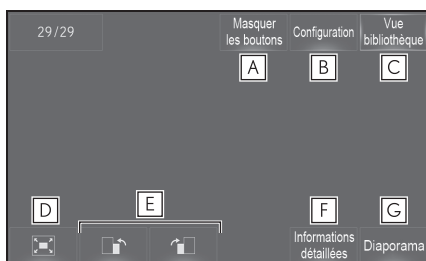 29/29
Masquer
les boutons
Configuration
Vue
bibliothèque
A
B
C
D
E
F
G
Informations
détaillées
Diaporama